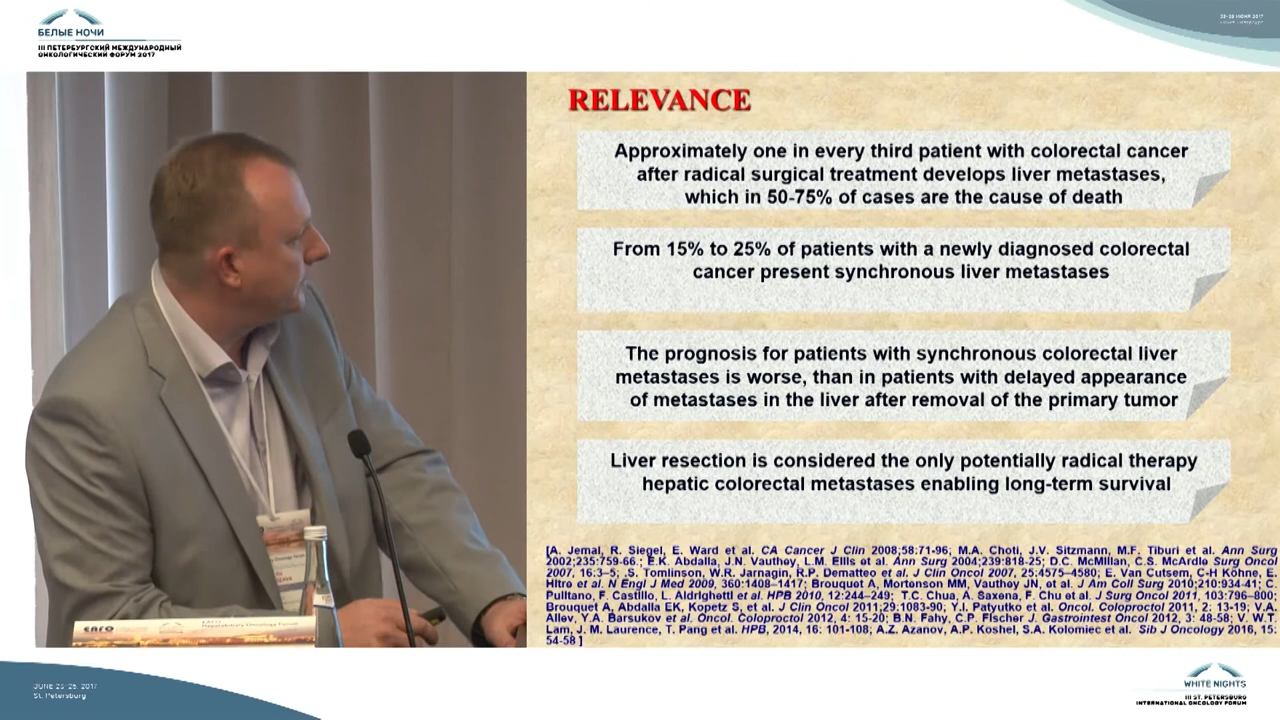 БЕЛЫЕ НОЧИ
III ПЕТЕРБУРГСКИЙ МЕЖДУНАРОДНЫЙ
ОНКОЛОГИЧЕСКИЙ ФОРУМ 2017
RELEVANCE
Approximately one in every third patient with colorectal cancer
after radical surgical treatment develops liver metastases,
which in 50-75% of cases are the cause of death
From 15% to 25% of patients with a newly diagnosed colorectal
cancer present synchronous liver metastases
The prognosis for patients with synchronous colorectal liver
metastases is worse, than in patients with delayed appearance
of metastases in the liver after removal of the primary tumor
Liver resection is considered the only potentially radical therapy
hepatic colorectal metastases enabling long-term survival
[A. Jemal, R. Siegel, E. Ward et al. CA Cancer J Clin 2008;58:71-96; M.A. Choti, J.V. Sitzmann, M.F. Tiburi et al. Ann Surg
2002;235:759-66.; E.K. Abdalla, J.N. Vauthey, L.M. Ellis et al. Ann Surg 2004;239:818-25; D.C. McMillan, C.S. McArdle Surg Oncol
2007, 16:3–5; S. Tomlinson, W.R. Jarnagin, R.P. Dematteo et al. J Clin Oncol 2007, 25:4575–4580; E. Van Cutsem, C-H Köhne, E.
Hitre et al. N Engl J Med 2009, 360:1408–1417; Brouquet A, Mortenson MM, Vauthey JN, et al. J Am Coll Surg 2010;210:934-41; C.
Pulitano, F. Castillo, L. Aldrighetti et al. HPB 2010, 12:244–249; T.C. Chua, A. Saxena, F. Chu et al. J Surg Oncol 2011, 103:796–800;
Brouquet A, Abdalla EK, Kopetz S, et al. J Clin Oncol 2011;29:1083-90; Y.I. Patyutko et al. Oncol. Coloproctol 2011, 2: 13-19; V.A.
Aliev, Y.A. Barsukov et al. Oncol. Coloproctol 2012, 4: 15-20; B.N. Fahy, C.P. Fischer J. Gastrointest Oncol 2012, 3: 48-58; V. W.T.
Lam, J. M. Laurence, T. Pang et al. HPB, 2014, 16: 101-108; A.Z. Azanov, A.P. Koshel, S.A. Kolomiec et al. Sib J Oncology 2016, 15:
54-58 ]
JUNE 23-26, 2017
St. Petersburg
WHITE NIGHTS
III ST. PETERSBURG
INTERNATIONAL ONCOLOGY FORUM